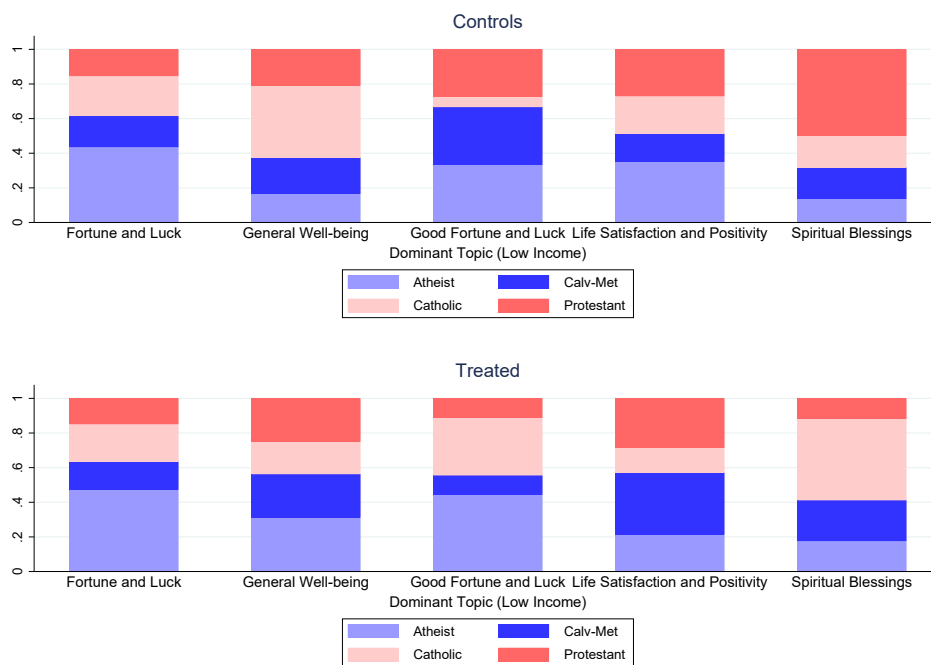 Controls
1
.8
.6
.4
.2
0
Fortune and Luck General Well-being Good Fortune and Luck Life Satisfaction and Positivity Spiritual Blessings
Dominant Topic (Low Income)
Atheist Calv-Met
Catholic Protestant
Treated
1
.8
.6
.4
.2
0
Fortune and Luck General Well-being Good Fortune and Luck Life Satisfaction and Positivity Spiritual Blessings
Dominant Topic (Low Income)
Atheist Calv-Met
Catholic Protestant